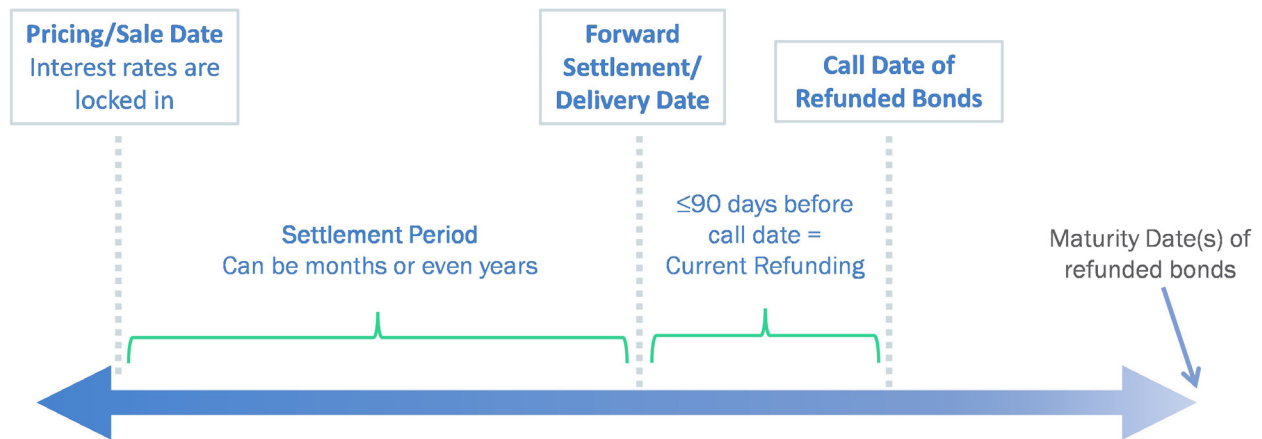 Pricing/Sale Date
Interest rates are
locked in
Forward
Settlement/
Delivery Date
Call Date of
Refunded Bonds
Settlement Period
Can be months or even years
≤90 days before
call date =
Current Refunding
Maturity Date(s) of
refunded bonds